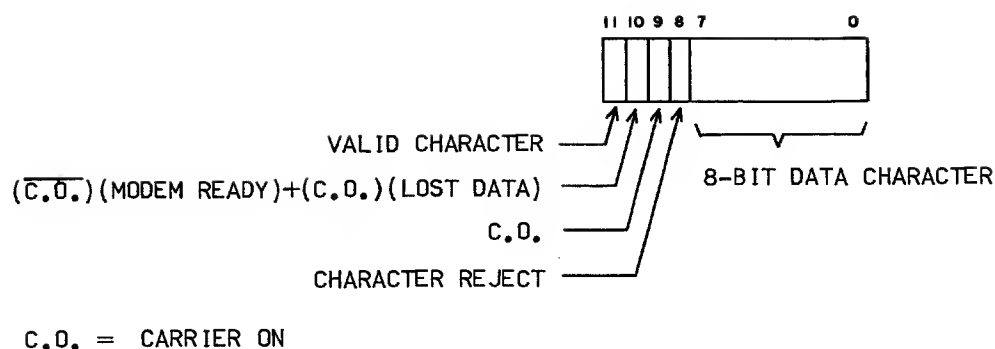 11 10 9 8 7 0
VALID CHARACTER
(C̅.̅O̅.̅)(MODEM READY)+(C.O.)(LOST DATA)
8-BIT DATA CHARACTER
C.O.
CHARACTER REJECT
C.O. = CARRIER ON